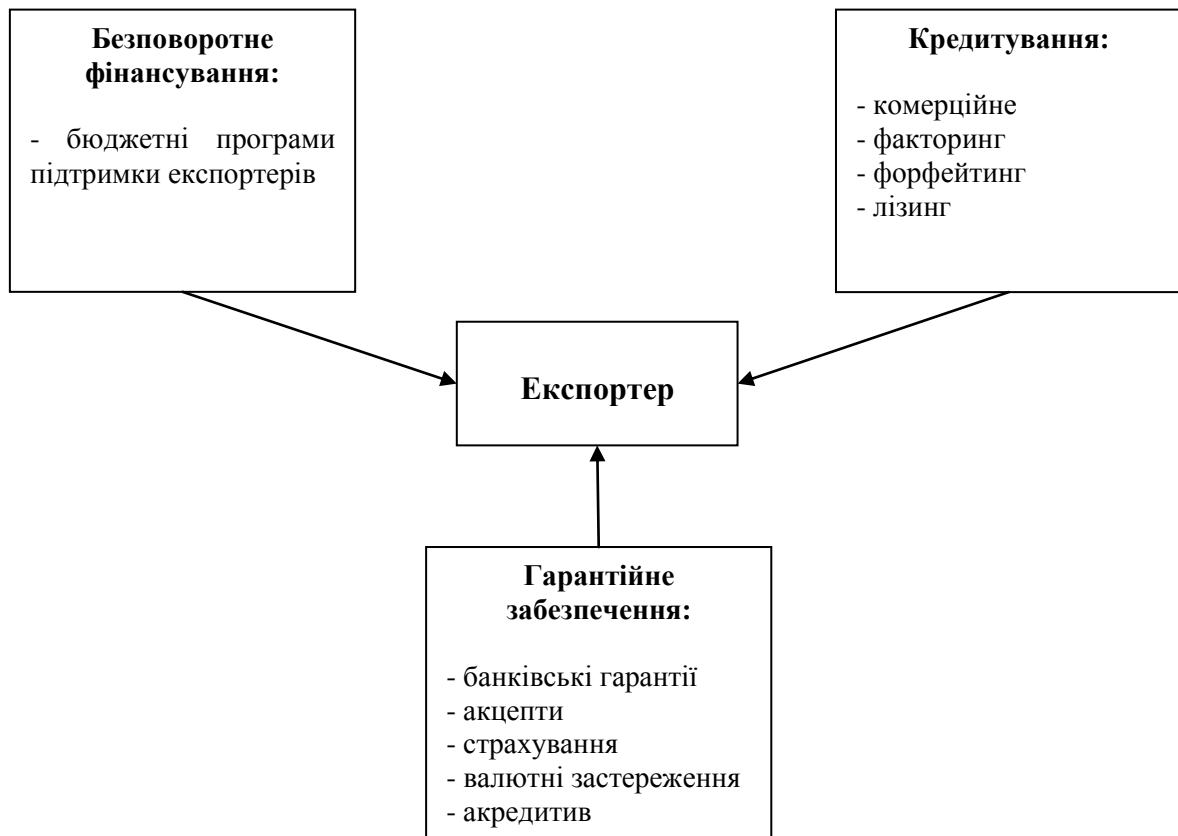 Безповоротне
фінансування:
- бюджетні програми
підтримки експортерів
Кредитування:
- комерційне
- факторинг
- форфейтинг
- лізинг
Експортер
Гарантійне
забезпечення:
- банківські гарантії
- акцепти
- страхування
- валютні застереження
- акредитив